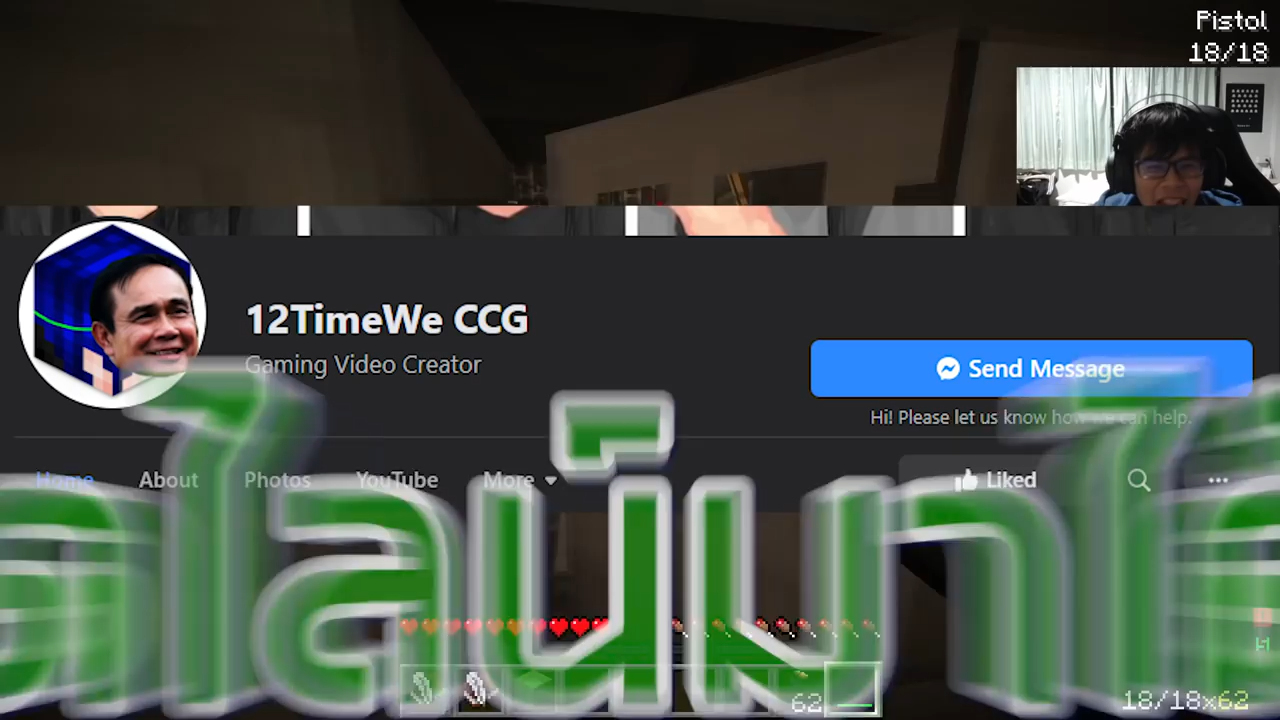 Pistol
18/18
12TimeWe CCG
Gaming Video Creator
Send Message
Hi! Please let us know how we can help.
Home About Photos YouTube More Liked
62
18/18x62